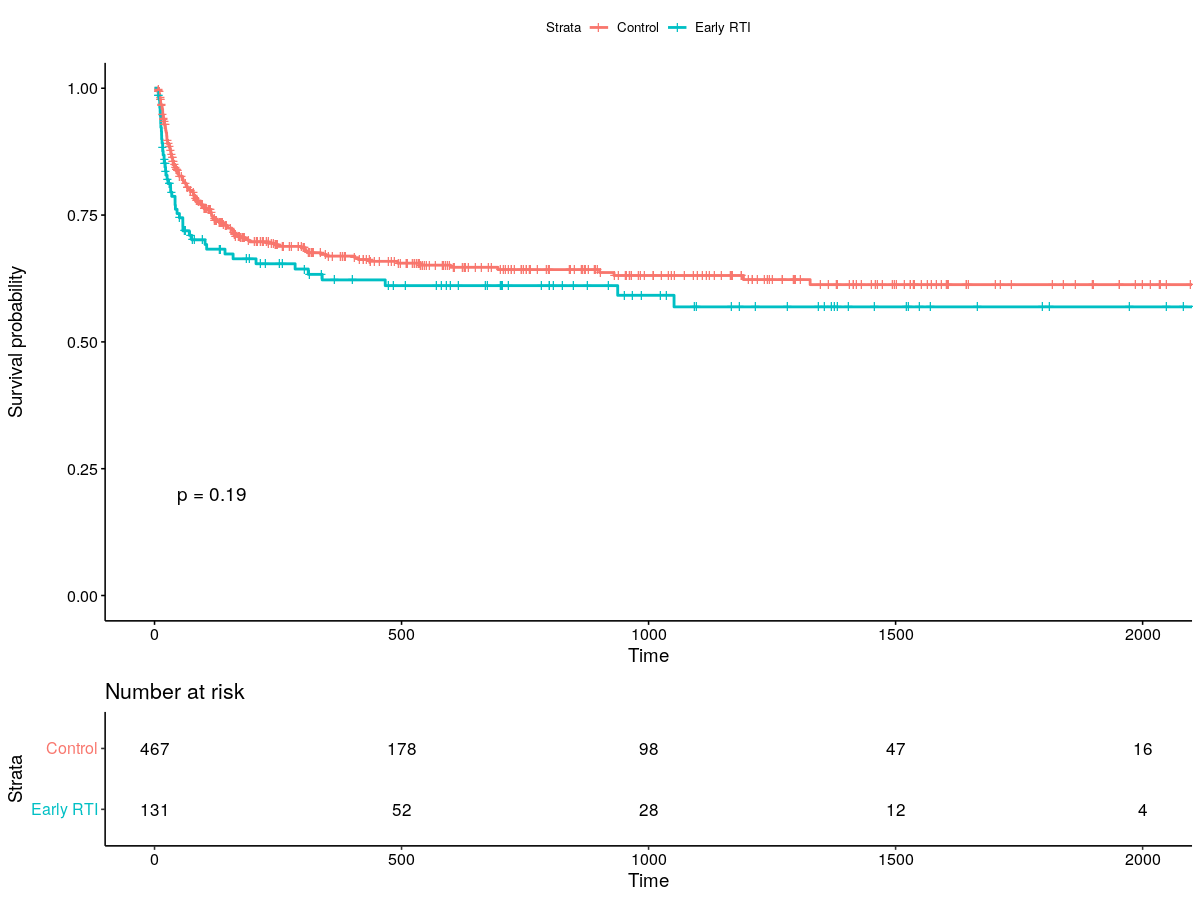 Strata Control Early RTI
Survival probability
1.00
0.75
0.50
0.25
0.00
p = 0.19
0 500 1000 1500 2000
Time
Number at risk
Strata
Control 467 178 98 47 16
Early RTI 131 52 28 12 4
0 500 1000 1500 2000
Time